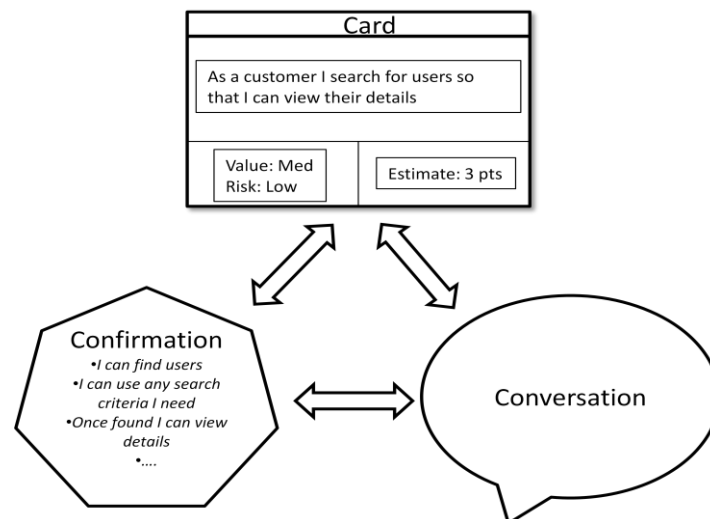 Card
As a customer I search for users so
that I can view their details
Value: Med
Risk: Low
Estimate: 3 pts
Confirmation
•I can find users
•I can use any search
criteria I need
•Once found I can view
details
•....
Conversation